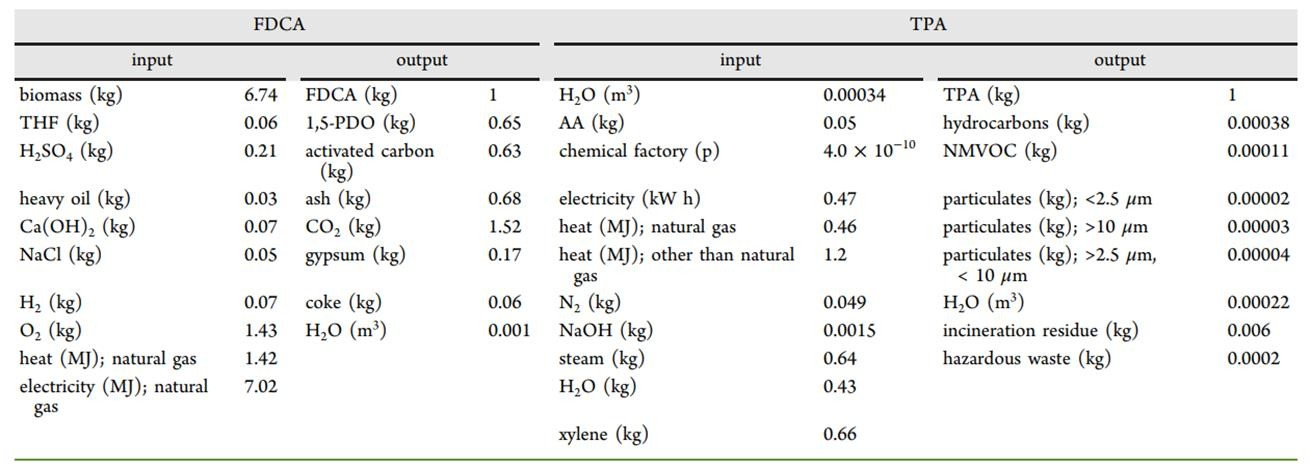 FDCA TPA
input output input output
biomass (kg) 6.74 FDCA (kg) 1 H₂O (m³) 0.00034 TPA (kg) 1
THF (kg) 0.06 1,5-PDO (kg) 0.65 AA (kg) 0.05 hydrocarbons (kg) 0.00038
H₂SO₄ (kg) 0.21 activated carbon 0.63 chemical factory (p) 4.0 × 10⁻¹⁰ NMVOC (kg) 0.00011
(kg)
heavy oil (kg) 0.03 ash (kg) 0.68 electricity (kW h) 0.47 particulates (kg); <2.5 μm 0.00002
Ca(OH)₂ (kg) 0.07 CO₂ (kg) 1.52 heat (MJ); natural gas 0.46 particulates (kg); >10 μm 0.00003
NaCl (kg) 0.05 gypsum (kg) 0.17 heat (MJ); other than natural 1.2 particulates (kg); >2.5 μm, 0.00004
gas < 10 μm
H₂ (kg) 0.07 coke (kg) 0.06 N₂ (kg) 0.049 H₂O (m³) 0.00022
O₂ (kg) 1.43 H₂O (m³) 0.001 NaOH (kg) 0.0015 incineration residue (kg) 0.006
heat (MJ); natural gas 1.42 steam (kg) 0.64 hazardous waste (kg) 0.0002
electricity (MJ); natural 7.02 H₂O (kg) 0.43
gas
xylene (kg) 0.66